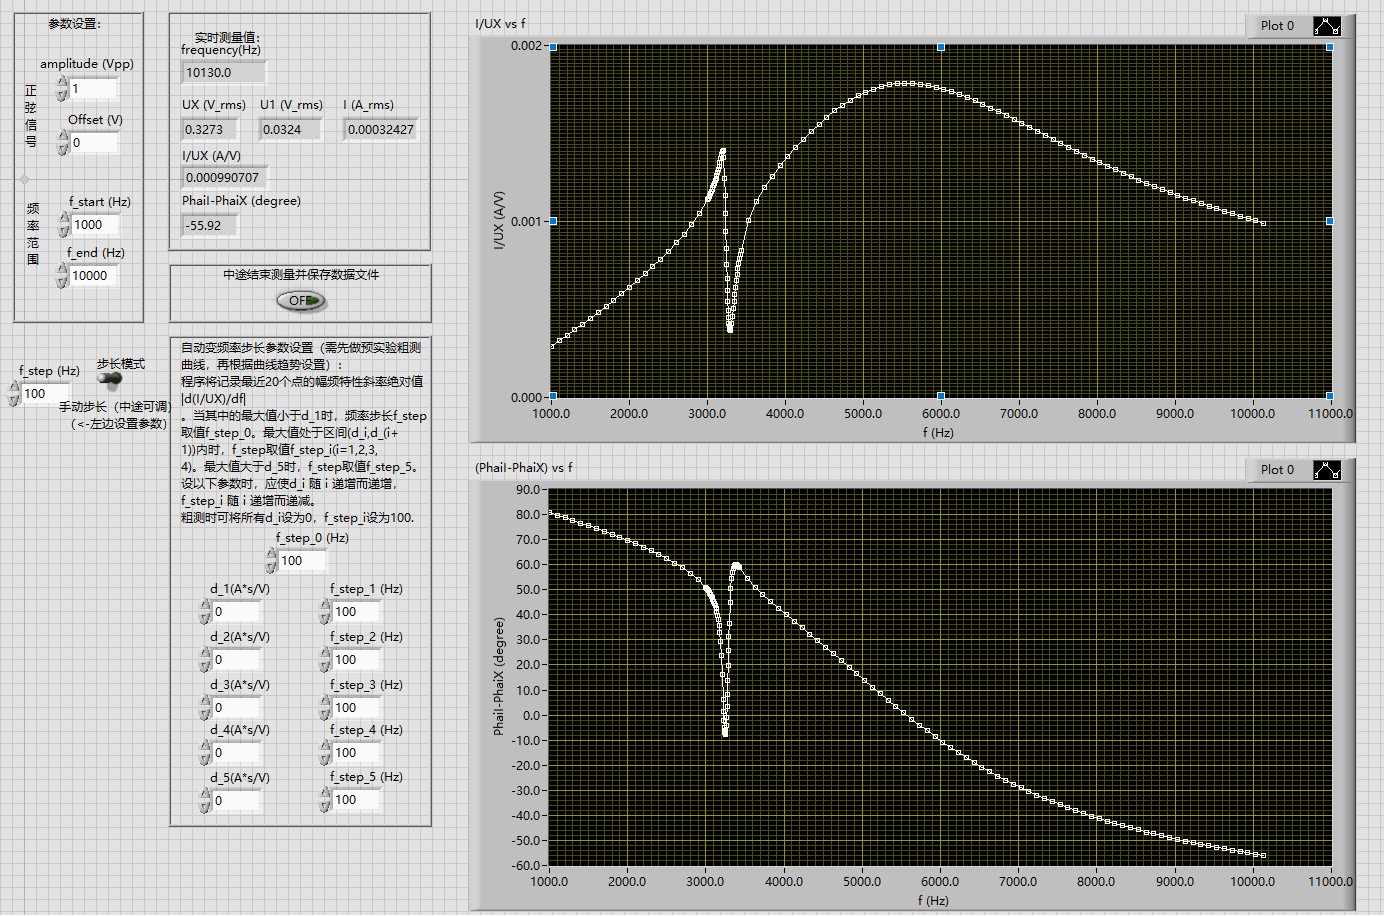 参数设置:
amplitude (Vpp)
1
正弦信号
Offset (V)
0
频率范围
f_start (Hz)
1000
f_end (Hz)
10000
实时测量值:
frequency(Hz)
10130.0
UX (V_rms) U1 (V_rms) I (A_rms)
0.3273 0.0324 0.00032427
I/UX (A/V)
0.000990707
PhaiI-PhaiX (degree)
-55.92
中途结束测量并保存数据文件
OFF
f_step (Hz)
100
步长模式
手动步长（中途可调）
（<-左边设置参数）
自动变频率步长参数设置（需先做预实验粗测
曲线，再根据曲线趋势设置）：
程序将记录最近20个点的幅频特性斜率绝对值
|d(I/UX)/df|
。当其中的最大值小于d_1时，频率步长f_step
取值f_step_0。最大值处于区间(d_i,d_(i+
1))内时，f_step取值f_step_i(i=1,2,3,
4)。最大值大于d_5时，f_step取值f_step_5。
设以下参数时，应使d_i 随 i 递增而递增，
f_step_i 随 i 递增而递减。
粗测时可将所有d_i设为0，f_step_i设为100.
f_step_0 (Hz)
100
d_1(A*s/V) f_step_1 (Hz)
0 100
d_2(A*s/V) f_step_2 (Hz)
0 100
d_3(A*s/V) f_step_3 (Hz)
0 100
d_4(A*s/V) f_step_4 (Hz)
0 100
d_5(A*s/V) f_step_5 (Hz)
0 100
I/UX vs f
Plot 0
I/UX (A/V)
0.002
0.001
0.000
1000.0 2000.0 3000.0 4000.0 5000.0 6000.0 7000.0 8000.0 9000.0 10000.0 11000.0
f (Hz)
(PhaiI-PhaiX) vs f
Plot 0
PhaiI-PhaiX (degree)
90.0
80.0
70.0
60.0
50.0
40.0
30.0
20.0
10.0
0.0
-10.0
-20.0
-30.0
-40.0
-50.0
-60.0
1000.0 2000.0 3000.0 4000.0 5000.0 6000.0 7000.0 8000.0 9000.0 10000.0 11000.0
f (Hz)